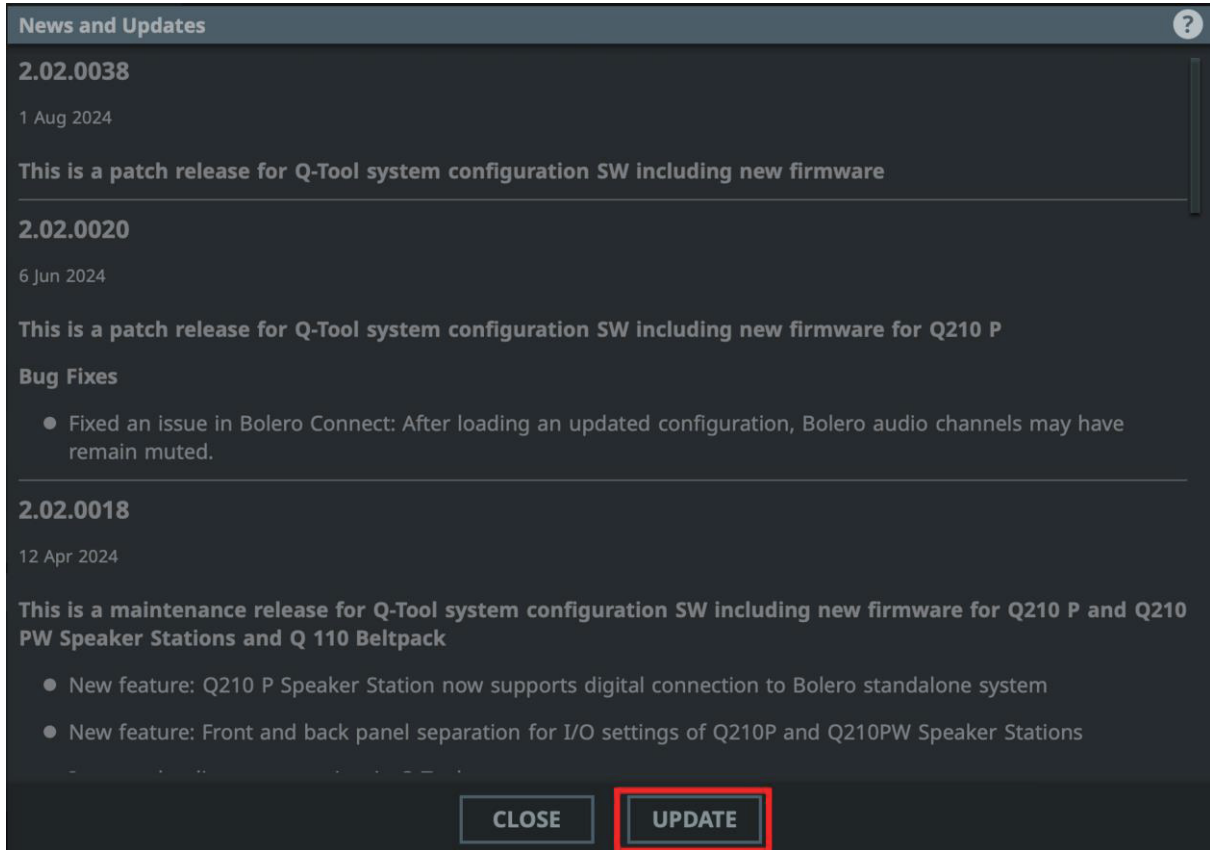 News and Updates
?
2.02.0038
1 Aug 2024
This is a patch release for Q-Tool system configuration SW including new firmware
2.02.0020
6 Jun 2024
This is a patch release for Q-Tool system configuration SW including new firmware for Q210 P
Bug Fixes
● Fixed an issue in Bolero Connect: After loading an updated configuration, Bolero audio channels may have
remain muted.
2.02.0018
12 Apr 2024
This is a maintenance release for Q-Tool system configuration SW including new firmware for Q210 P and Q210
PW Speaker Stations and Q 110 Beltpack
● New feature: Q210 P Speaker Station now supports digital connection to Bolero standalone system
● New feature: Front and back panel separation for I/O settings of Q210P and Q210PW Speaker Stations
CLOSE
UPDATE